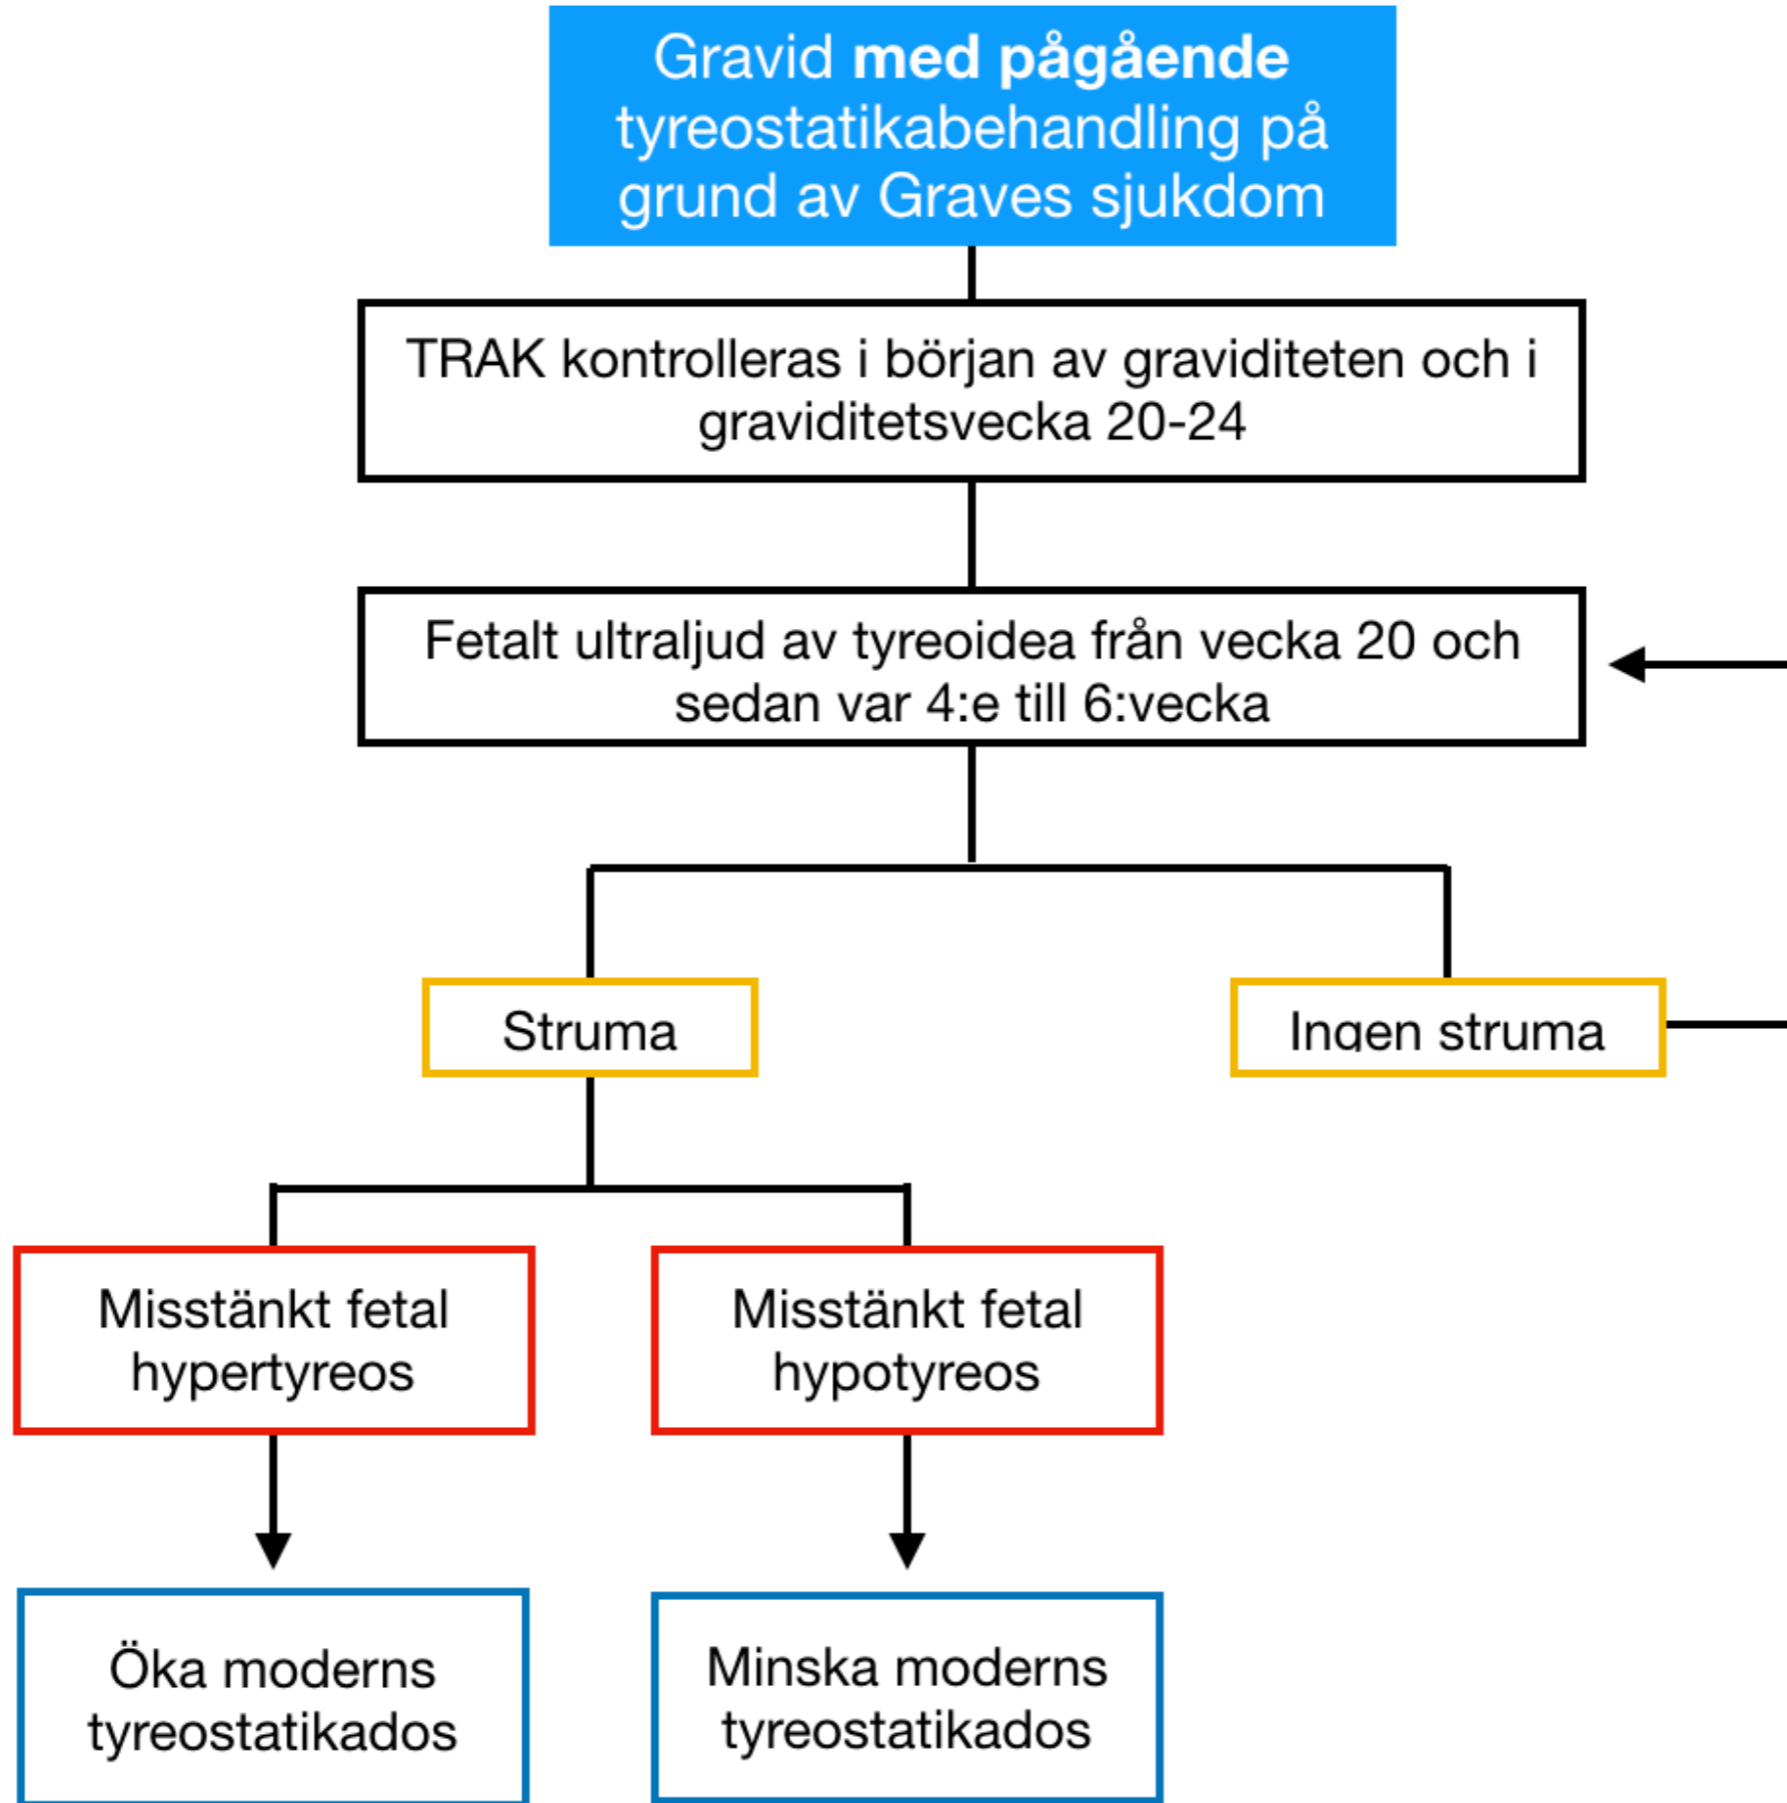 Gravid med pågående
tyreostatikabehandling på
grund av Graves sjukdom
TRAK kontrolleras i början av graviditeten och i
graviditetsvecka 20-24
Fetalt ultraljud av tyreoidea från vecka 20 och
sedan var 4:e till 6:vecka
Struma
Ingen struma
Misstänkt fetal
hypertyreos
Misstänkt fetal
hypotyreos
Öka moderns
tyreostatikados
Minska moderns
tyreostatikados